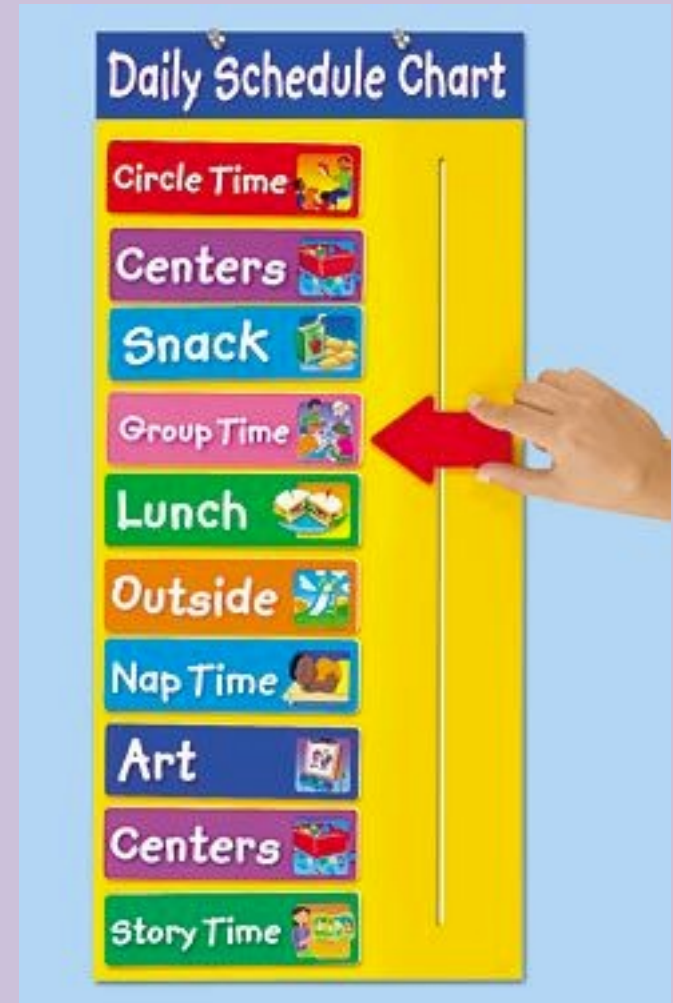 Daily Schedule Chart
Circle Time
Centers
Snack
Group Time
Lunch
Outside
Nap Time
Art
Centers
Story Time